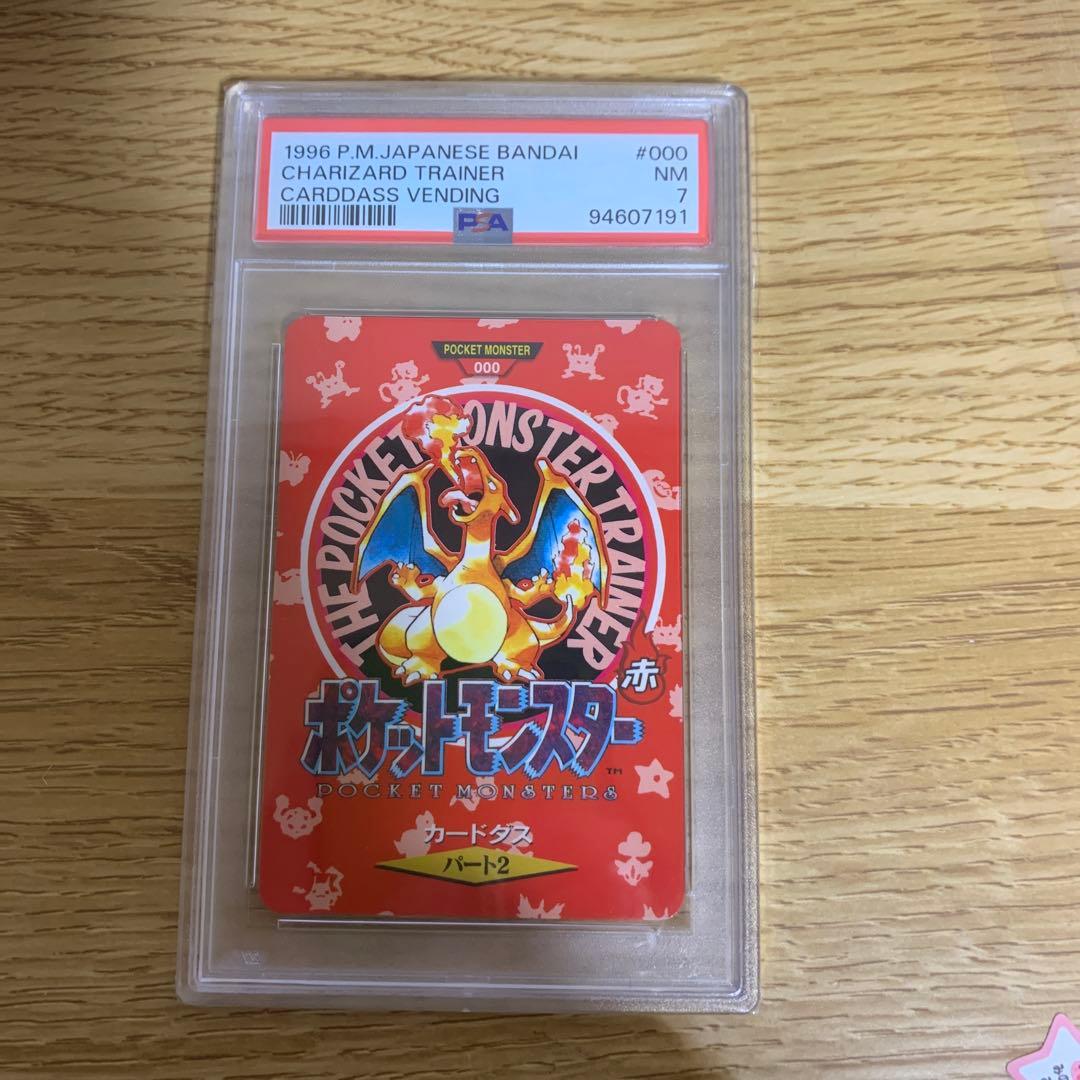 1996 P.M.JAPANESE BANDAI #000
CHARIZARD TRAINER NM
CARDDASS VENDING 7
PSA 94607191
POCKET MONSTER
000
THE POCKET MONSTER TRAINER
赤
ポケットモンスター
TM
POCKET MONSTERS
カードダス
パート2